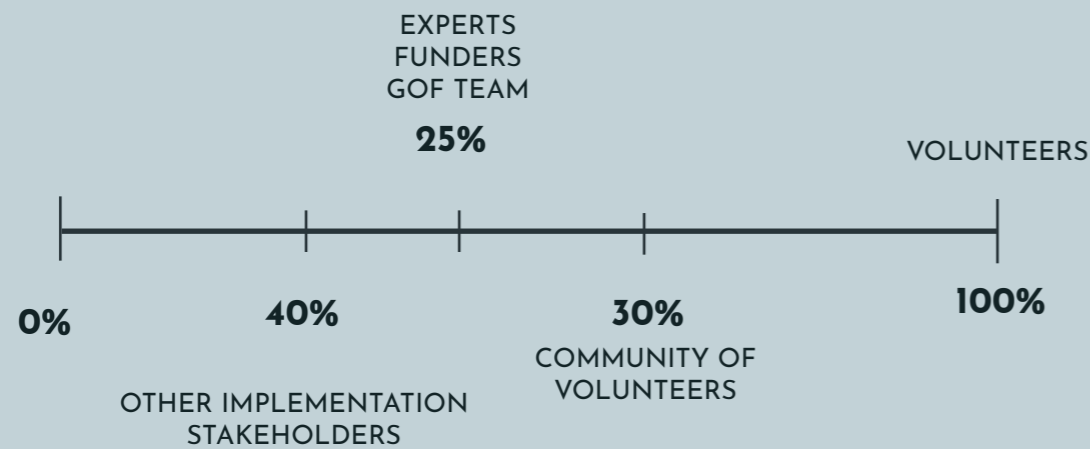 EXPERTS
FUNDERS
GOF TEAM
25%
VOLUNTEERS
0%
40%
30%
100%
COMMUNITY OF
VOLUNTEERS
OTHER IMPLEMENTATION
STAKEHOLDERS